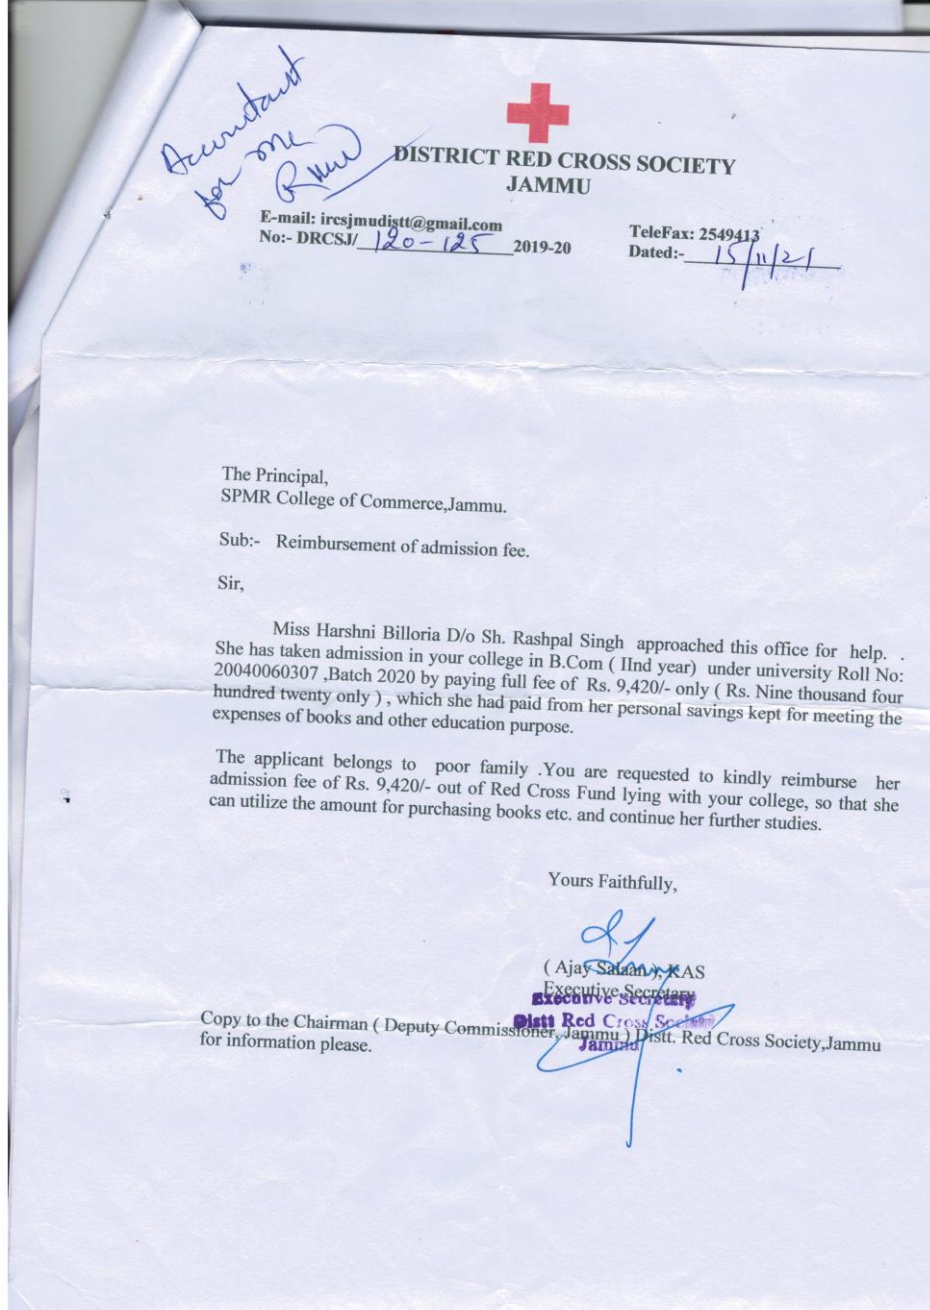 Accountant
for
DISTRICT RED CROSS SOCIETY
JAMMU
E-mail: ircsjmudistt@gmail.com
TeleFax: 2549413
No:- DRCSJ/ 120-125 2019-20
Dated:- 15/11/21
The Principal,
SPMR College of Commerce,Jammu.
Sub:- Reimbursement of admission fee.
Sir,
Miss Harshni Billoria D/o Sh. Rashpal Singh approached this office for help. .
She has taken admission in your college in B.Com ( IInd year) under university Roll No:
20040060307 ,Batch 2020 by paying full fee of Rs. 9,420/- only ( Rs. Nine thousand four
hundred twenty only ) , which she had paid from her personal savings kept for meeting the
expenses of books and other education purpose.
The applicant belongs to poor family .You are requested to kindly reimburse her
admission fee of Rs. 9,420/- out of Red Cross Fund lying with your college, so that she
can utilize the amount for purchasing books etc. and continue her further studies.
Yours Faithfully,
( Ajay Salaan ), KAS
Executive Secretary
Executive Secretary
Distt Red Cross Society
Jammu
Copy to the Chairman ( Deputy Commissioner, Jammu ) Distt. Red Cross Society,Jammu
for information please.